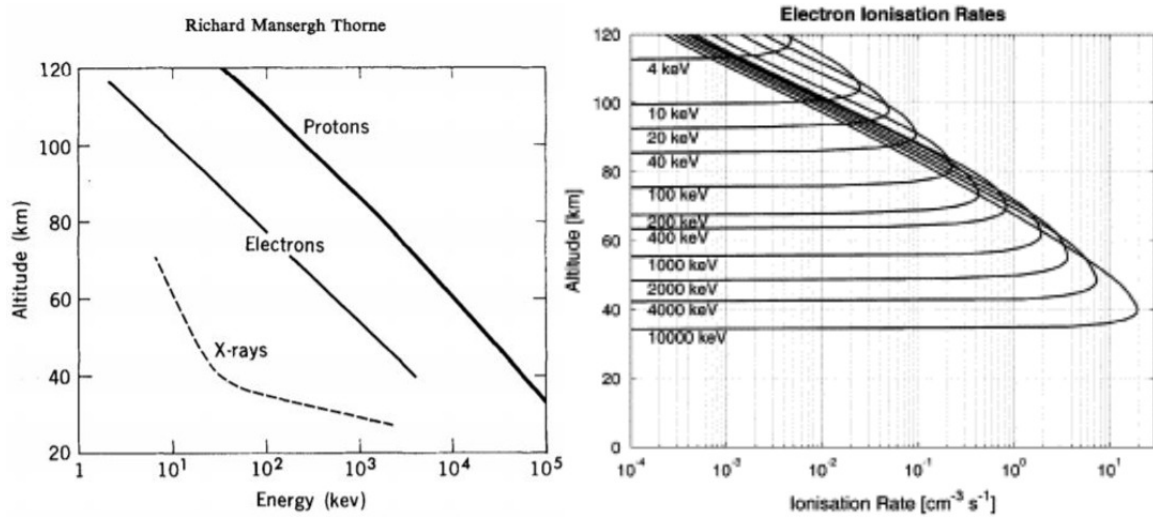 Richard Mansergh Thorne
120
100
80
60
40
20
Altitude (km)
Protons
Electrons
X-rays
1 10¹ 10² 10³ 10⁴ 10⁵
Energy (kev)
Electron Ionisation Rates
120
100
80
60
40
20
0
Altitude [km]
4 keV
10 keV
20 keV
40 keV
100 keV
200 keV
400 keV
1000 keV
2000 keV
4000 keV
10000 keV
10⁻⁴ 10⁻³ 10⁻² 10⁻¹ 10⁰ 10¹
Ionisation Rate [cm⁻³ s⁻¹]